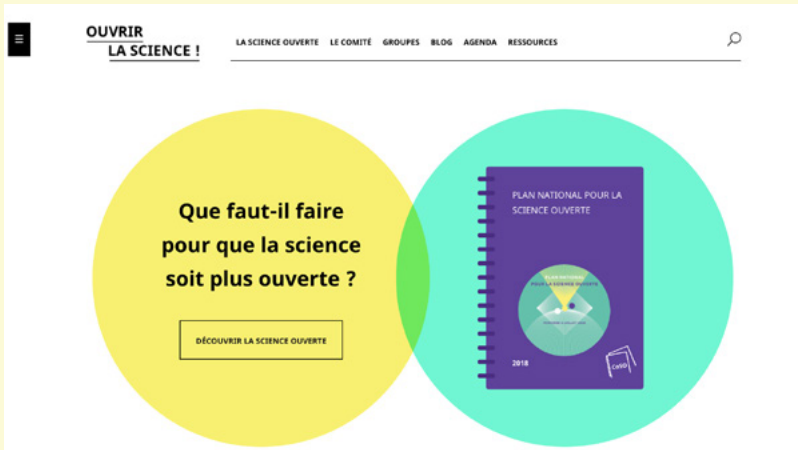 OUVRIR
LA SCIENCE !
LA SCIENCE OUVERTE LE COMITÉ GROUPES BLOG AGENDA RESSOURCES
Que faut-il faire
pour que la science
soit plus ouverte ?
DÉCOUVRIR LA SCIENCE OUVERTE
PLAN NATIONAL POUR LA
SCIENCE OUVERTE
PLAN NATIONAL
POUR LA SCIENCE OUVERTE
2018
CoSO